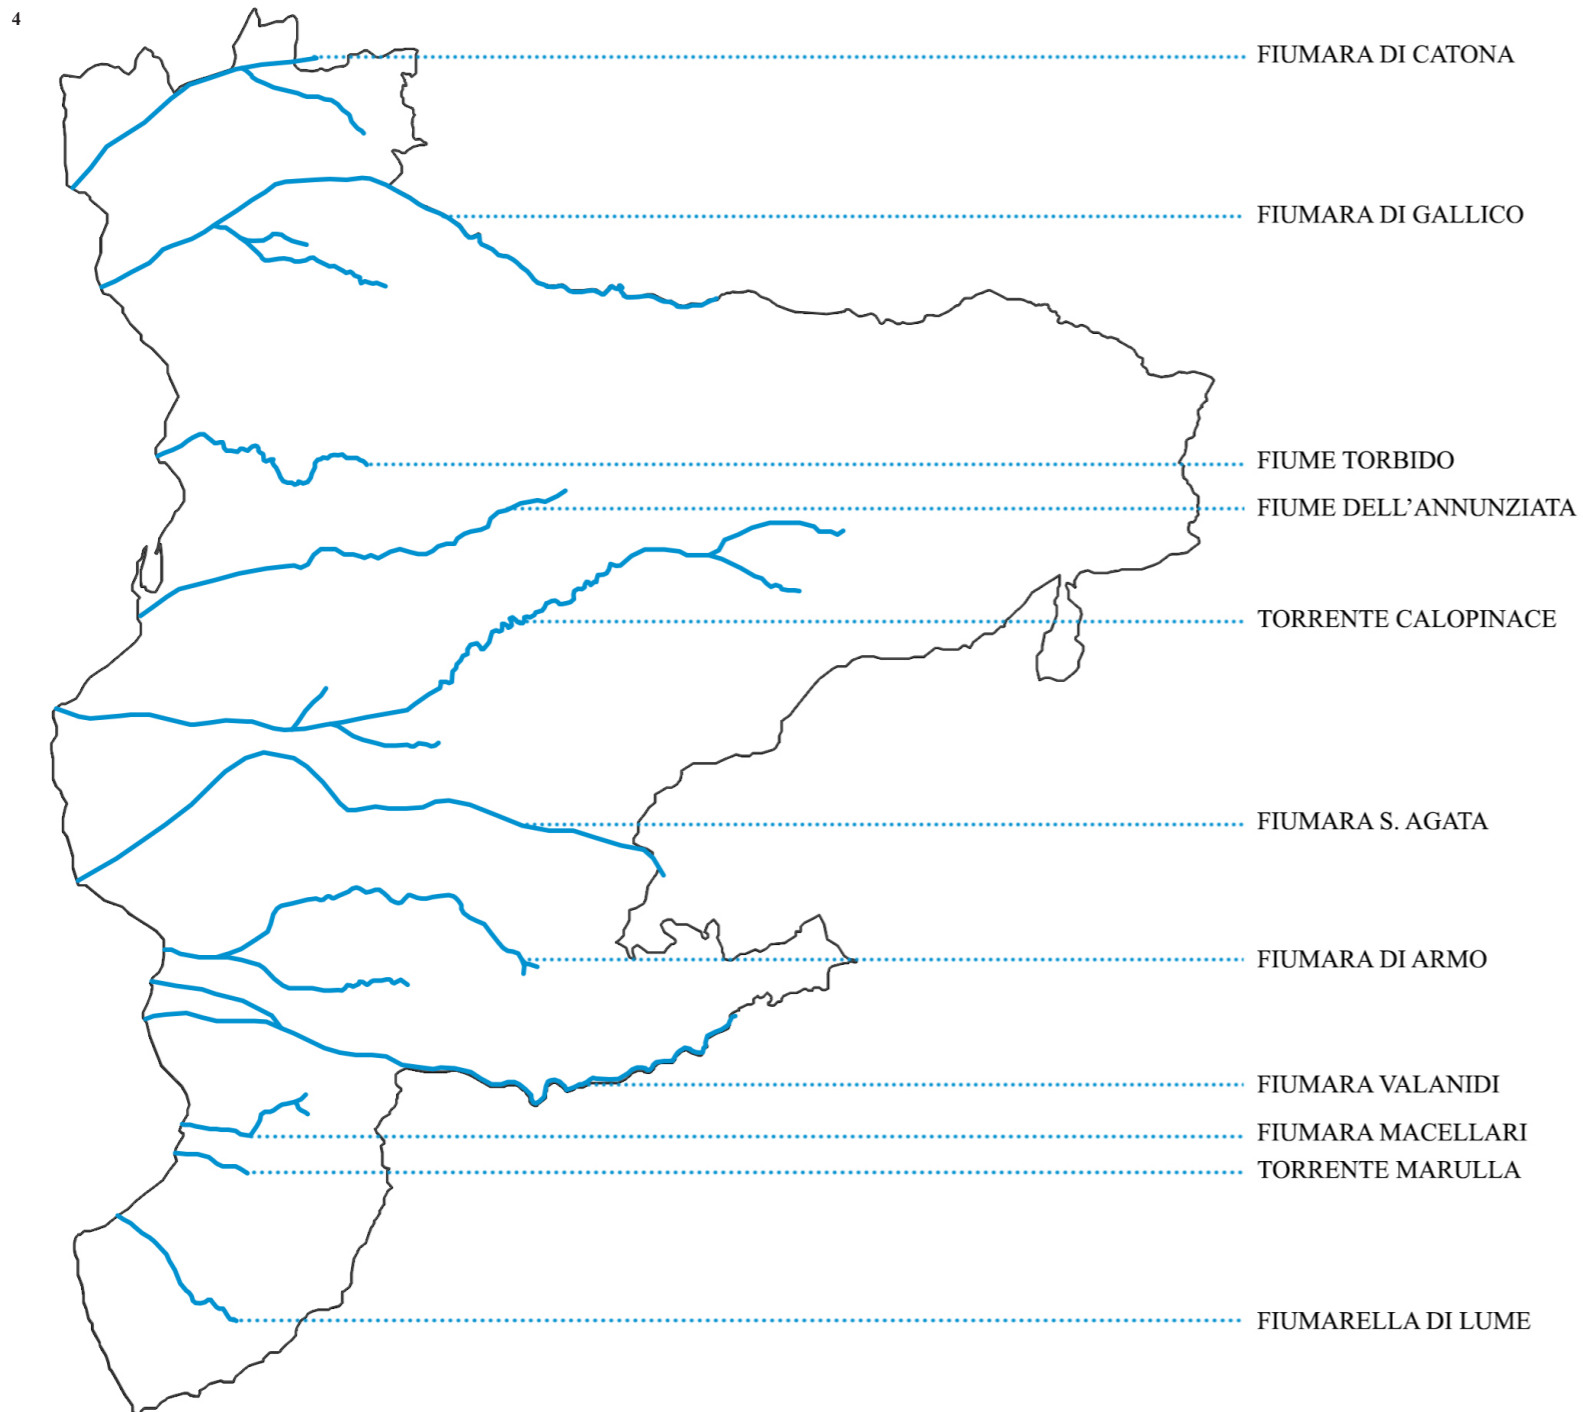 4
FIUMARA DI CATONA
FIUMARA DI GALLICO
FIUME TORBIDO
FIUME DELL’ANNUNZIATA
TORRENTE CALOPINACE
FIUMARA S. AGATA
FIUMARA DI ARMO
FIUMARA VALANIDI
FIUMARA MACELLARI
TORRENTE MARULLA
FIUMARELLA DI LUME